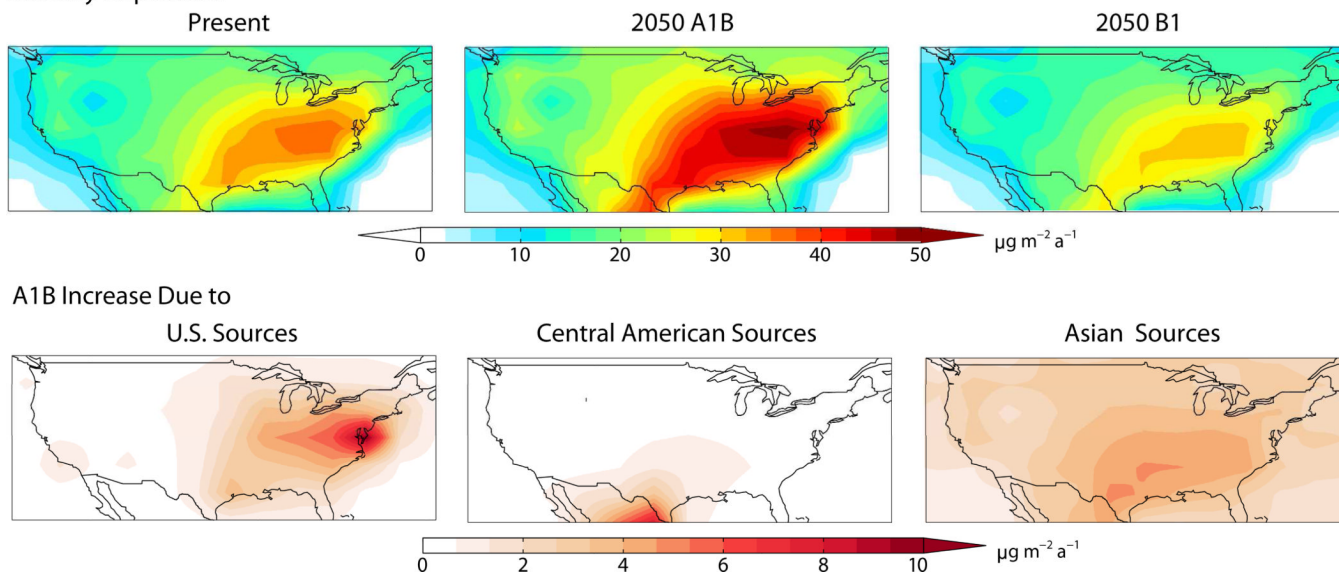 Present 2050 A1B 2050 B1
0 10 20 30 40 50 µg m⁻² a⁻¹
A1B Increase Due to
U.S. Sources Central American Sources Asian Sources
0 2 4 6 8 10 µg m⁻² a⁻¹